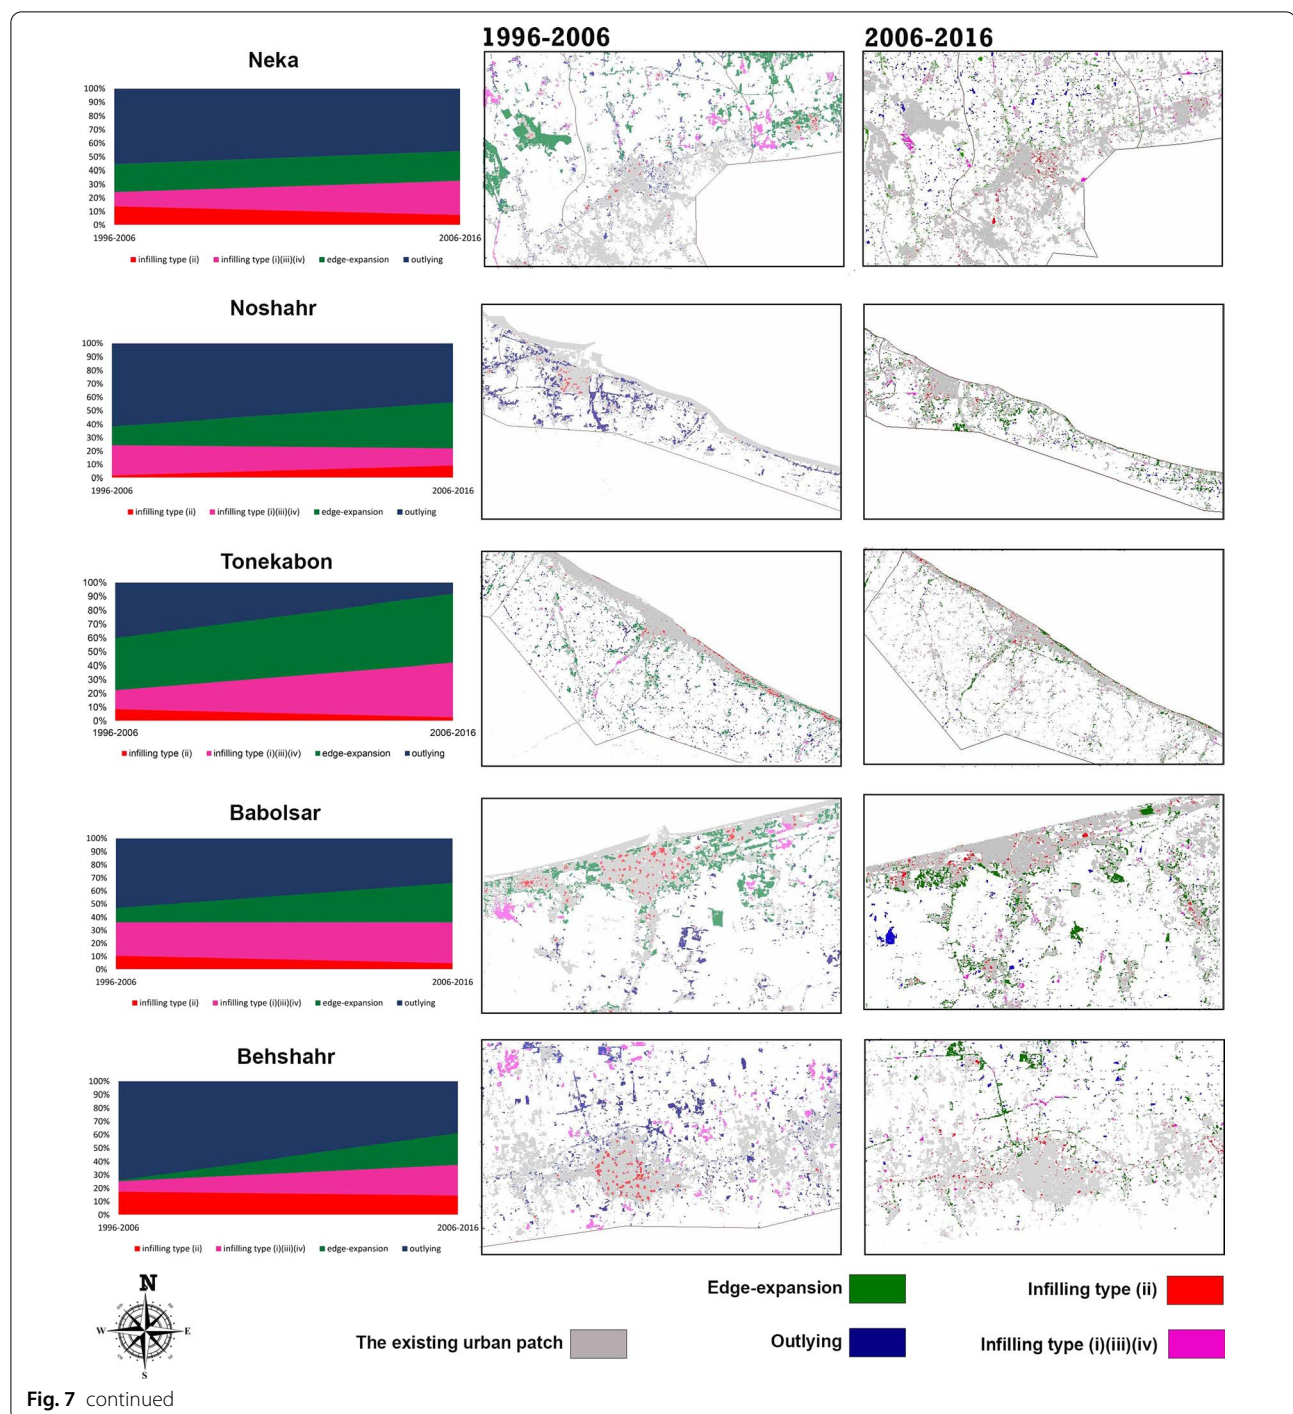 1996-2006
2006-2016
Neka
100%
90%
80%
70%
60%
50%
40%
30%
20%
10%
0%
1996-2006
2006-2016
infilling type (ii)
infilling type (i)(iii)(iv)
edge-expansion
outlying
Noshahr
100%
90%
80%
70%
60%
50%
40%
30%
20%
10%
0%
1996-2006
2006-2016
infilling type (ii)
infilling type (i)(iii)(iv)
edge-expansion
outlying
Tonekabon
100%
90%
80%
70%
60%
50%
40%
30%
20%
10%
0%
1996-2006
2006-2016
infilling type (ii)
infilling type (i)(iii)(iv)
edge-expansion
outlying
Babolsar
100%
90%
80%
70%
60%
50%
40%
30%
20%
10%
0%
1996-2006
2006-2016
infilling type (ii)
infilling type (i)(iii)(iv)
edge-expansion
outlying
Behshahr
100%
90%
80%
70%
60%
50%
40%
30%
20%
10%
0%
1996-2006
2006-2016
infilling type (ii)
infilling type (i)(iii)(iv)
edge-expansion
outlying
N
W
E
S
Edge-expansion
Infilling type (ii)
The existing urban patch
Outlying
Infilling type (i)(iii)(iv)
Fig. 7 continued